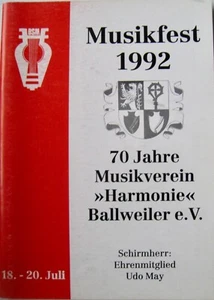 Musikfest
1992
70 Jahre
Musikverein
»Harmonie«
Ballweiler e.V.
Schirmherr:
Ehrenmitglied
Udo May
18. - 20. Juli